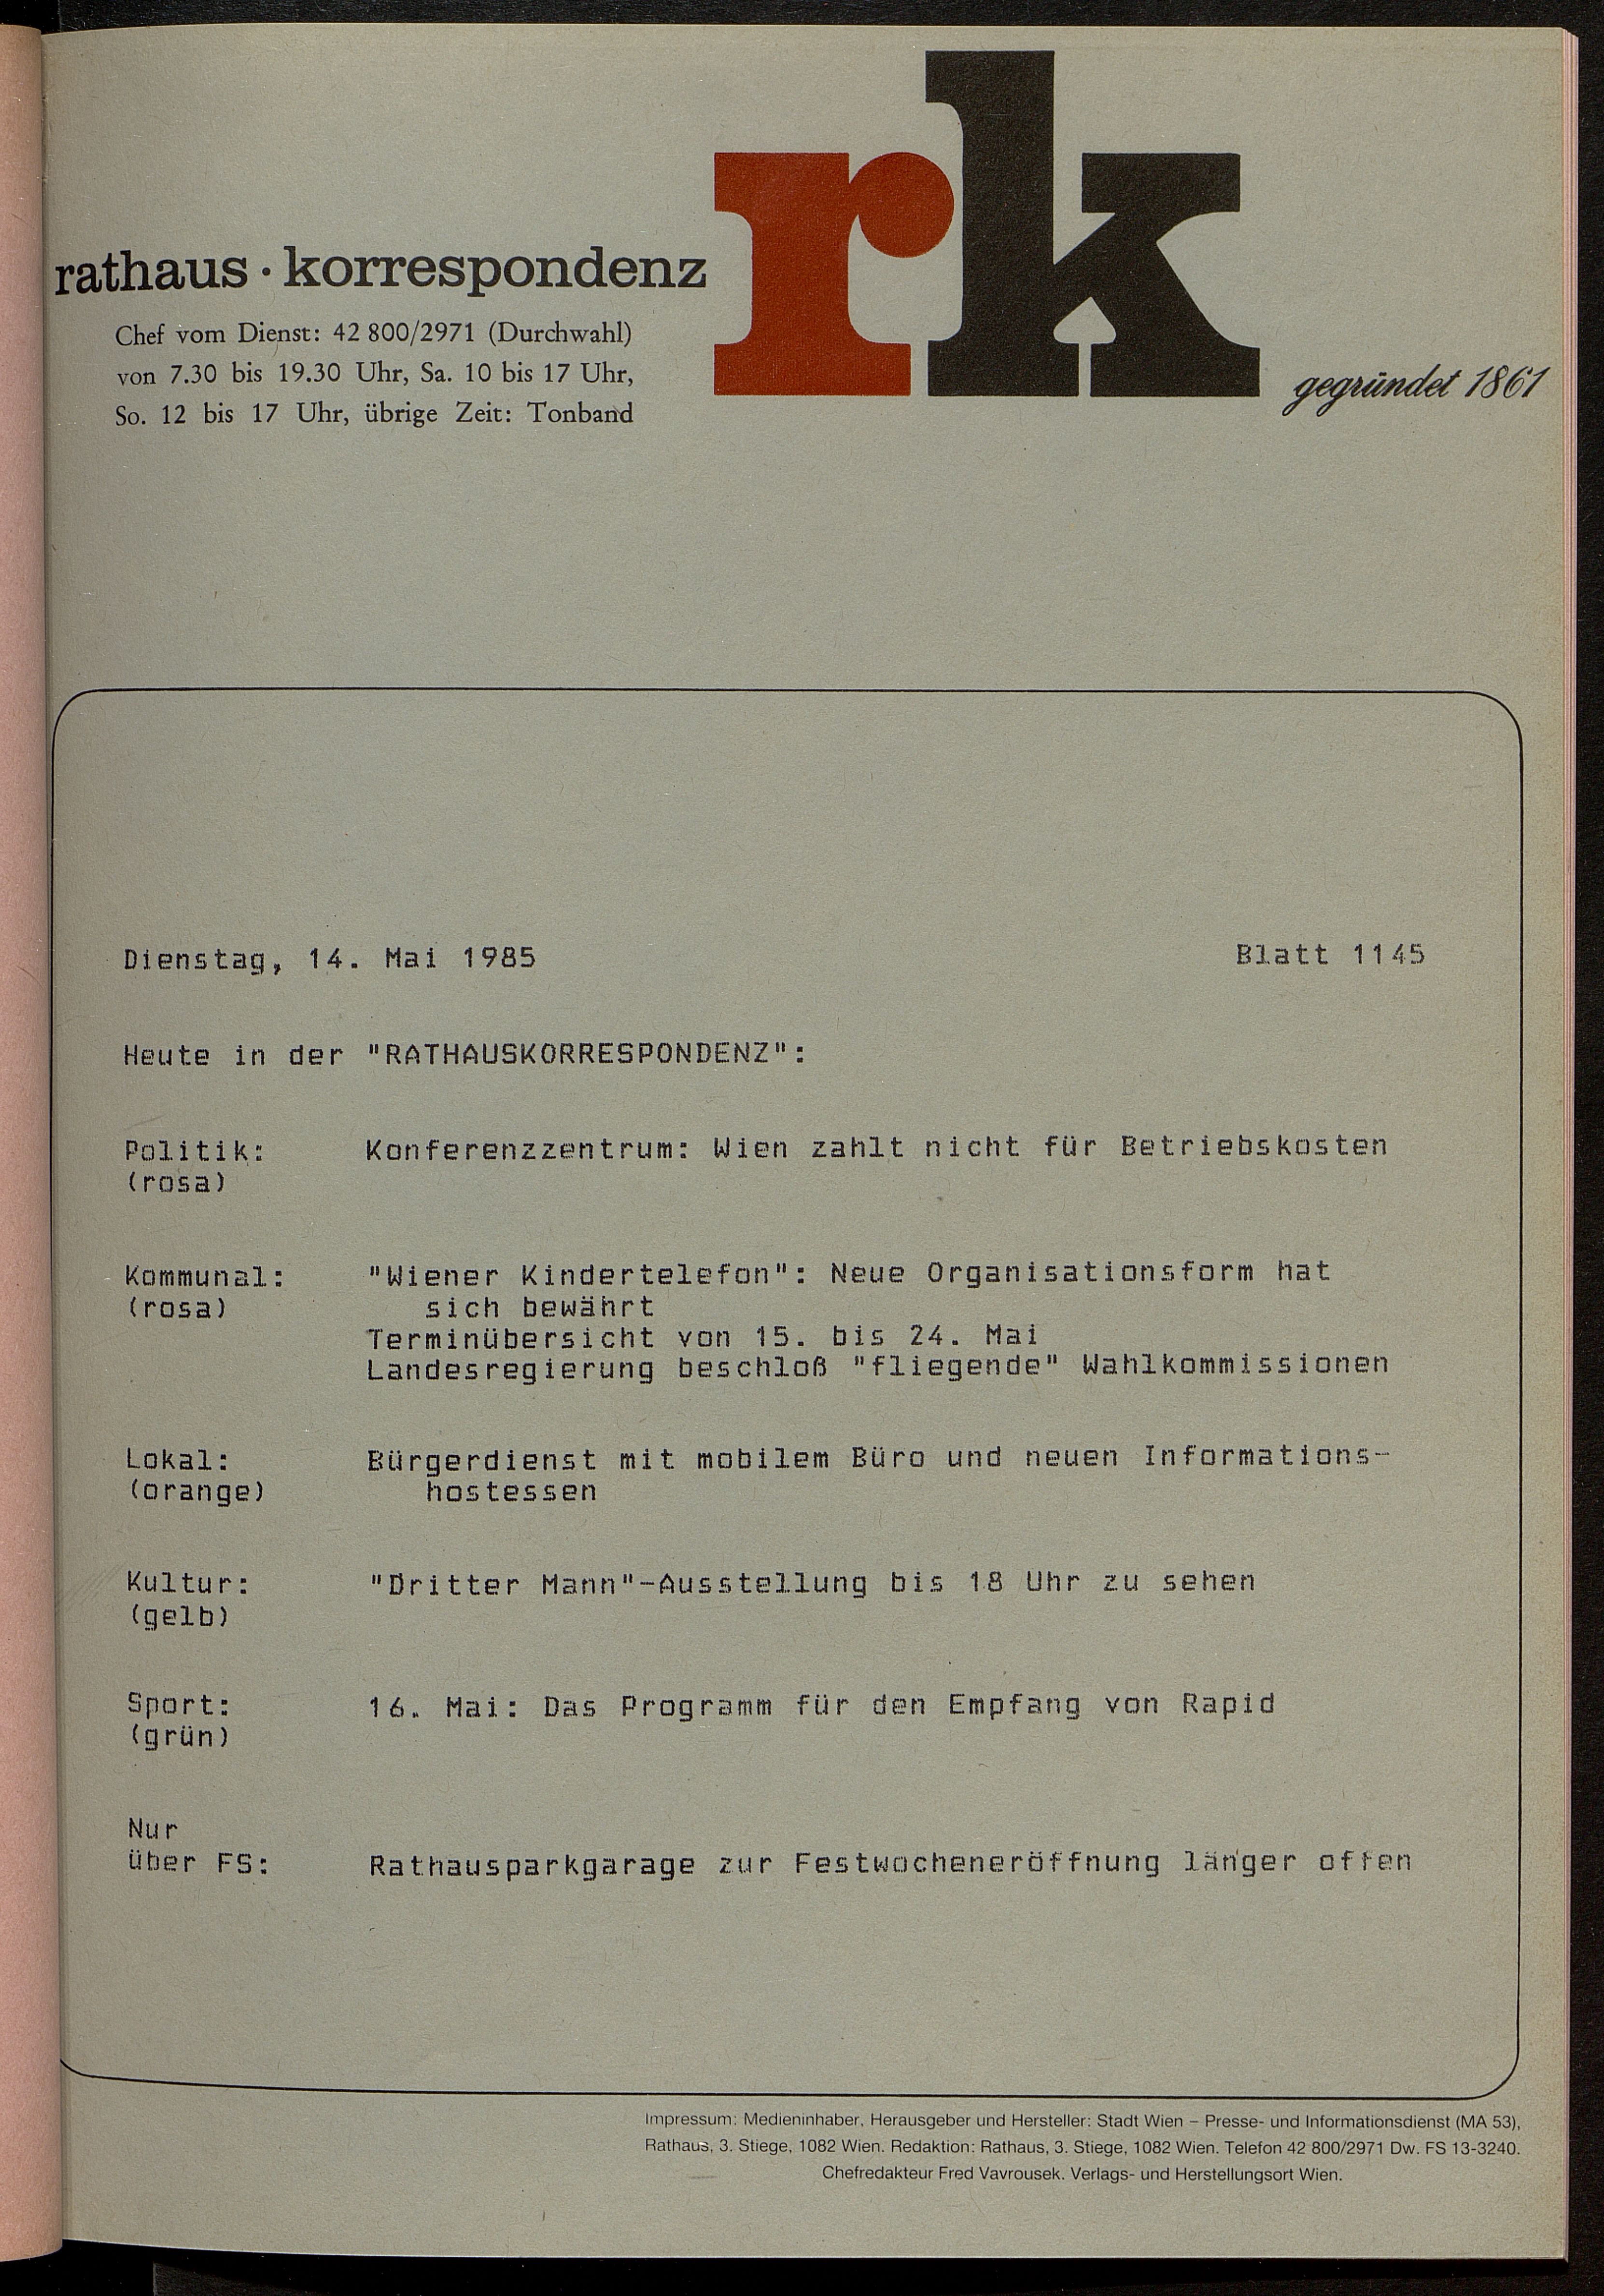 rk
rathaus · korrespondenz
Chef vom Dienst: 42 800/2971 (Durchwahl)
von 7.30 bis 19.30 Uhr, Sa. 10 bis 17 Uhr,
So. 12 bis 17 Uhr, übrige Zeit: Tonband
gegründet 1861
Dienstag, 14. Mai 1985 Blatt 1145
Heute in der "RATHAUSKORRESPONDENZ":
Politik: Konferenzzentrum: Wien zahlt nicht für Betriebskosten
(rosa)
Kommunal: "Wiener Kindertelefon": Neue Organisationsform hat
(rosa) sich bewährt
Terminübersicht von 15. bis 24. Mai
Landesregierung beschloß "fliegende" Wahlkommissionen
Lokal: Bürgerdienst mit mobilem Büro und neuen Informations-
(orange) hostessen
Kultur: "Dritter Mann"-Ausstellung bis 18 Uhr zu sehen
(gelb)
Sport: 16. Mai: Das Programm für den Empfang von Rapid
(grün)
Nur
über FS: Rathausparkgarage zur Festwocheneröffnung länger offen
Impressum: Medieninhaber, Herausgeber und Hersteller: Stadt Wien – Presse- und Informationsdienst (MA 53),
Rathaus, 3. Stiege, 1082 Wien. Redaktion: Rathaus, 3. Stiege, 1082 Wien. Telefon 42 800/2971 Dw. FS 13-3240.
Chefredakteur Fred Vavrousek. Verlags- und Herstellungsort Wien.